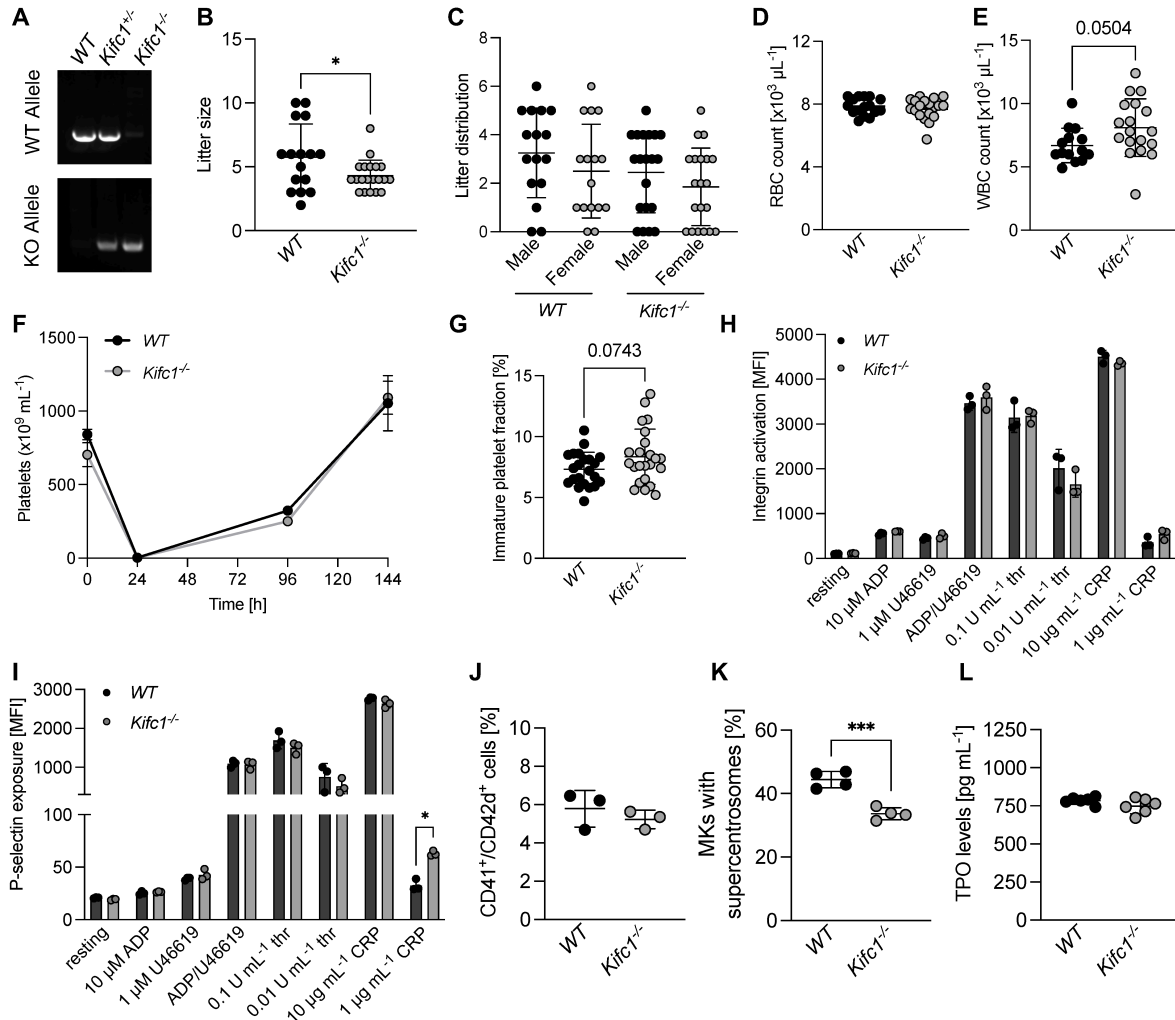 A
WT
Kifc1+/-
Kifc1-/-
WT Allele
KO Allele
B
Litter size
15
10
5
0
*
WT
Kifc1-/-
C
Litter distribution
8
6
4
2
0
Male
Female
Male
Female
WT
Kifc1-/-
D
RBC count [x10³ µL⁻¹]
12
8
4
0
WT
Kifc1-/-
E
WBC count [x10³ µL⁻¹]
15
10
5
0
0.0504
WT
Kifc1-/-
F
Platelets (x10⁹ mL⁻¹)
1500
1000
500
0
WT
Kifc1-/-
0 24 48 72 96 120 144
Time [h]
G
Immature platelet fraction [%]
15
10
5
0
0.0743
WT
Kifc1-/-
H
Integrin activation [MFI]
5000
4000
3000
2000
1000
0
WT
Kifc1-/-
resting
10 µM ADP
1 µM U46619
ADP/U46619
0.1 U mL⁻¹ thr
0.01 U mL⁻¹ thr
10 µg mL⁻¹ CRP
1 µg mL⁻¹ CRP
I
P-selectin exposure [MFI]
3000
2000
1000
100
50
0
WT
Kifc1-/-
*
resting
10 µM ADP
1 µM U46619
ADP/U46619
0.1 U mL⁻¹ thr
0.01 U mL⁻¹ thr
10 µg mL⁻¹ CRP
1 µg mL⁻¹ CRP
J
CD41⁺/CD42d⁺ cells [%]
10
8
6
4
2
0
WT
Kifc1-/-
K
MKs with
supercentrosomes [%]
60
40
20
0
***
WT
Kifc1-/-
L
TPO levels [pg mL⁻¹]
1250
1000
750
500
250
0
WT
Kifc1-/-